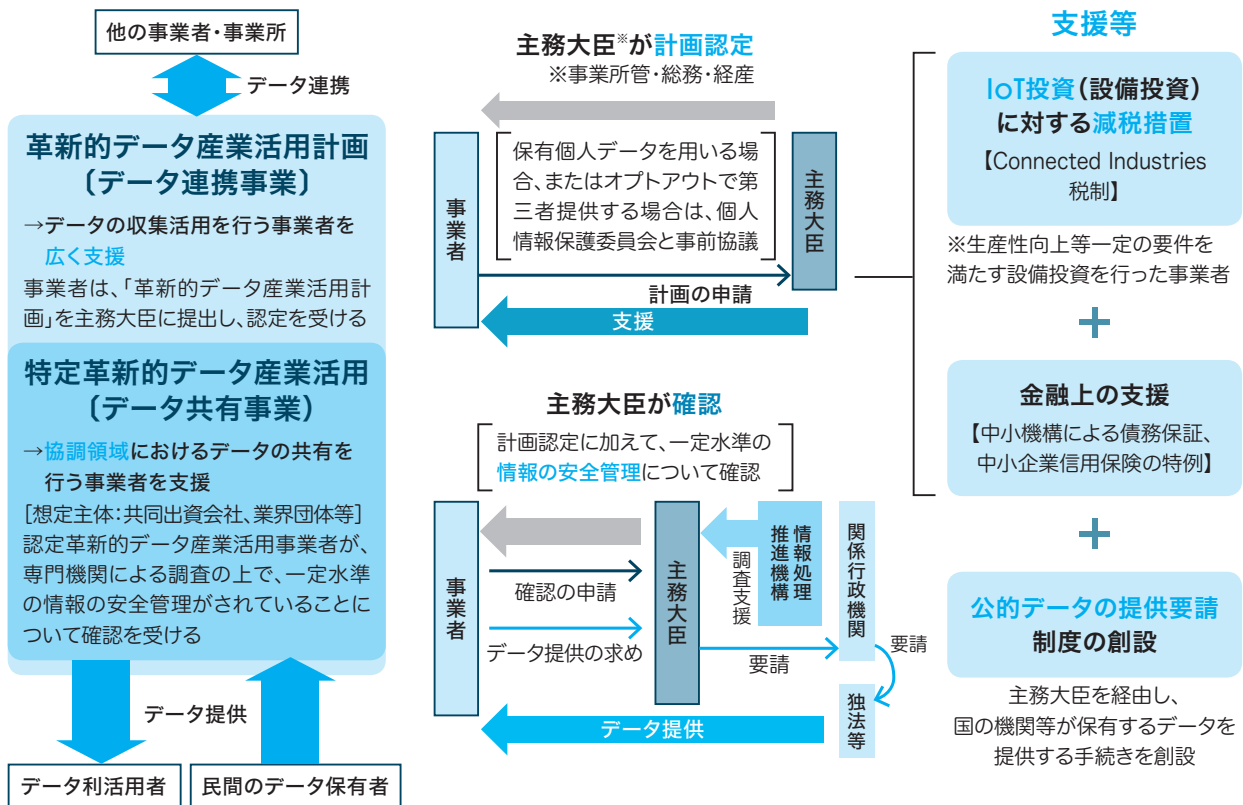 他の事業者・事業所
データ連携
革新的データ産業活用計画
〔データ連携事業〕
→データの収集活用を行う事業者を
広く支援
事業者は、「革新的データ産業活用計
画」を主務大臣に提出し、認定を受ける
特定革新的データ産業活用
〔データ共有事業〕
→協調領域におけるデータの共有を
行う事業者を支援
[想定主体:共同出資会社、業界団体等]
認定革新的データ産業活用事業者が、
専門機関による調査の上で、一定水準
の情報の安全管理がされていることに
ついて確認を受ける
データ提供
データ利活用者
民間のデータ保有者
主務大臣※が計画認定
※事業所管・総務・経産
事業者
保有個人データを用いる場
合、またはオプトアウトで第
三者提供する場合は、個人
情報保護委員会と事前協議
主務大臣
計画の申請
支援
主務大臣が確認
計画認定に加えて、一定水準の
情報の安全管理について確認
事業者
確認の申請
データ提供の求め
主務大臣
調査支援
情報処理
推進機構
要請
関係行政機関
要請
独法等
データ提供
支援等
IoT投資(設備投資)
に対する減税措置
【Connected Industries
税制】
※生産性向上等一定の要件を
満たす設備投資を行った事業者
+
金融上の支援
【中小機構による債務保証、
中小企業信用保険の特例】
+
公的データの提供要請
制度の創設
主務大臣を経由し、
国の機関等が保有するデータを
提供する手続きを創設